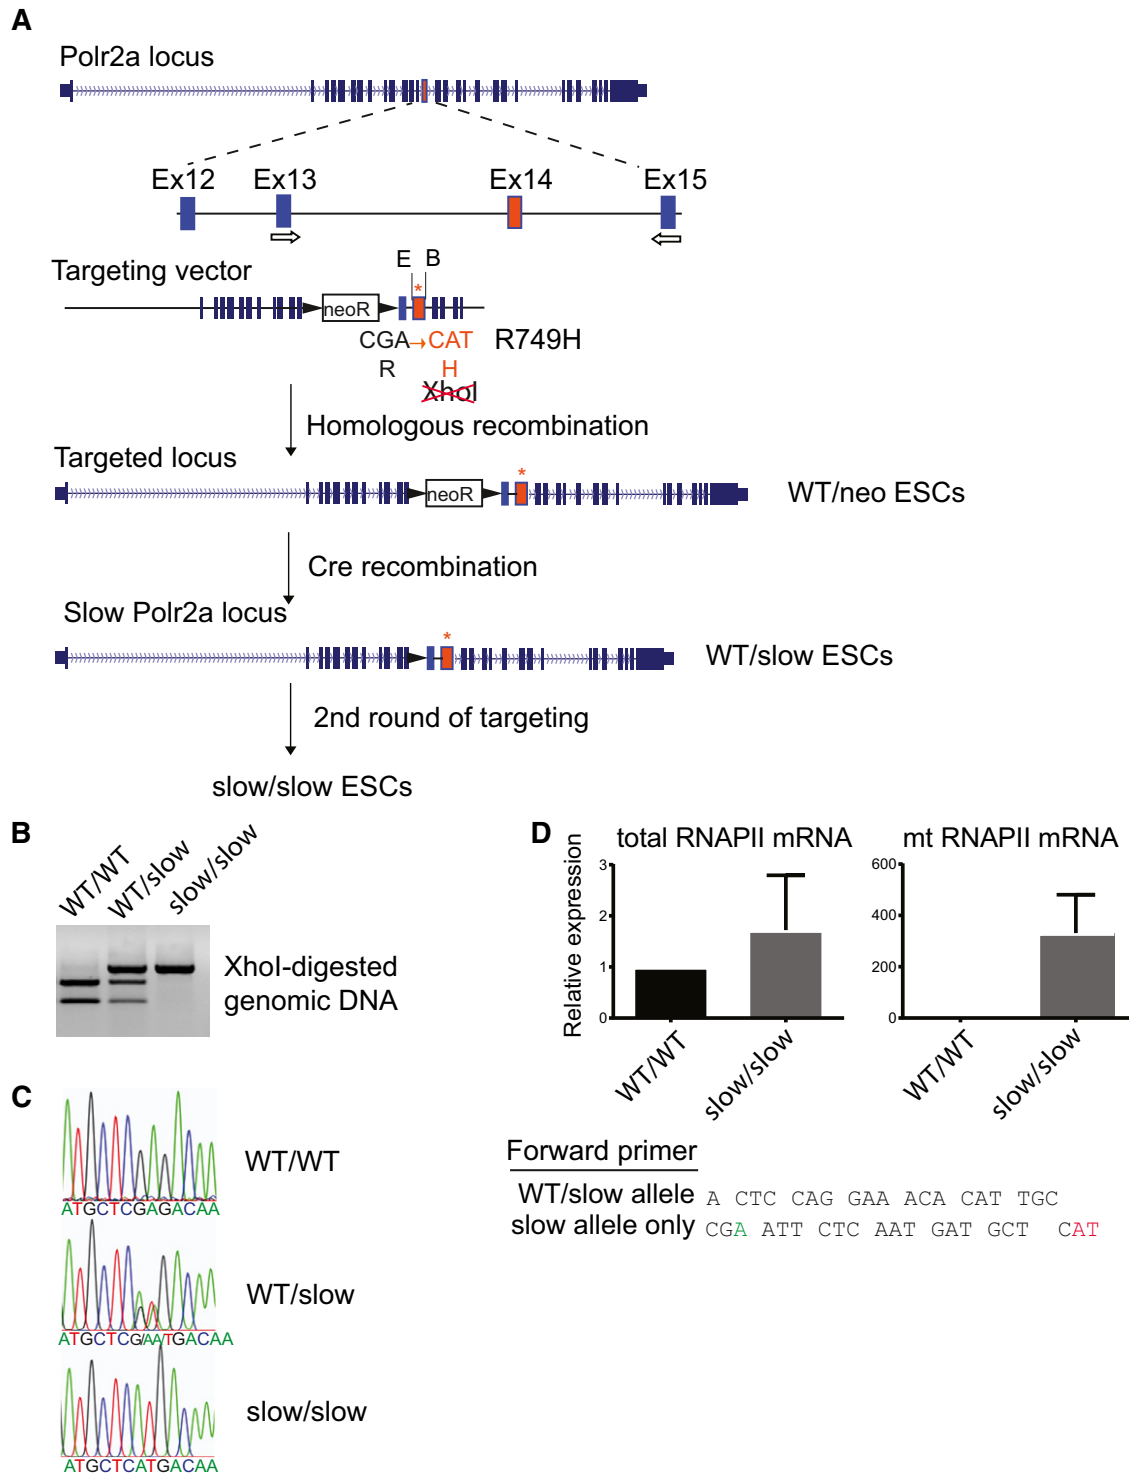 A
Polr2a locus
Ex12 Ex13 Ex14 Ex15
Targeting vector
E B
*
neoR
CGA→CAT R749H
R H
XhoI
Homologous recombination
Targeted locus
*
neoR
WT/neo ESCs
Cre recombination
Slow Polr2a locus
*
WT/slow ESCs
2nd round of targeting
slow/slow ESCs
B
WT/WT WT/slow slow/slow
XhoI-digested
genomic DNA
C
ATGCTCGAGACAA
WT/WT
ATGCTCGAATGACAA
WT/slow
ATGCTCATGACAA
slow/slow
D
total RNAPII mRNA
Relative expression
3
2
1
0
WT/WT slow/slow
mt RNAPII mRNA
600
400
200
0
WT/WT slow/slow
Forward primer
WT/slow allele A CTC CAG GAA ACA CAT TGC
slow allele only CGA ATT CTC AAT GAT GCT CAT